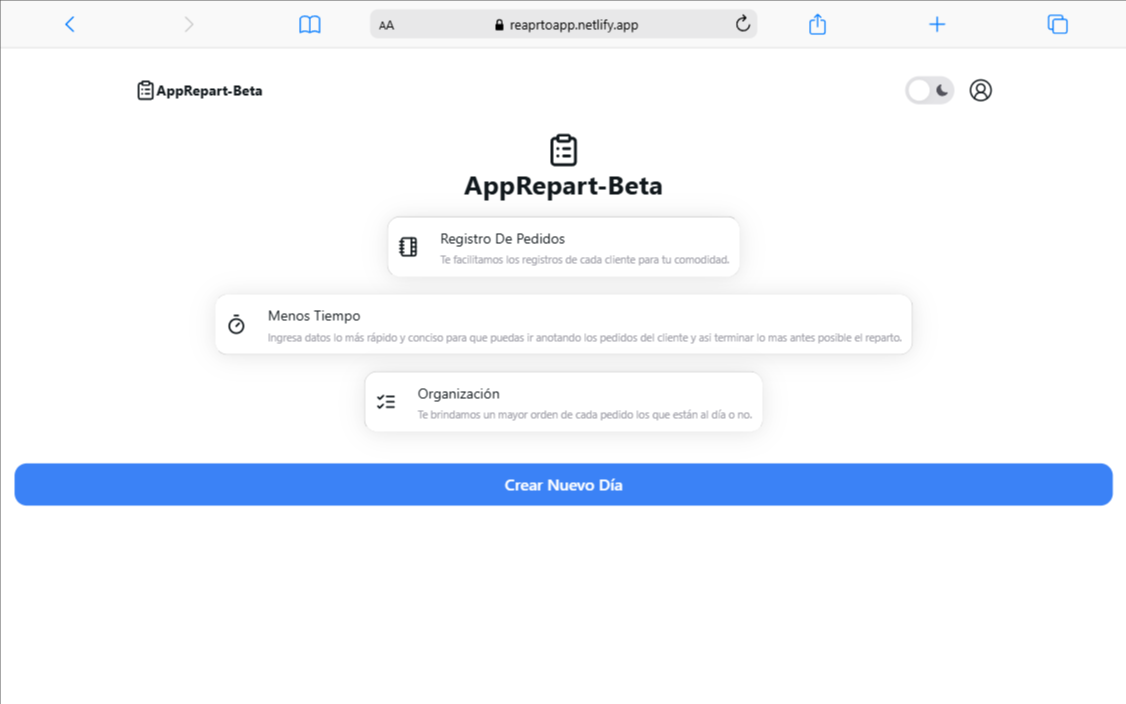 AA
reaprtoapp.netlify.app
AppRepart-Beta
AppRepart-Beta
Registro De Pedidos
Te facilitamos los registros de cada cliente para tu comodidad.
Menos Tiempo
Ingresa datos lo más rápido y conciso para que puedas ir anotando los pedidos del cliente y asi terminar lo mas antes posible el reparto.
Organización
Te brindamos un mayor orden de cada pedido los que están al día o no.
Crear Nuevo Día